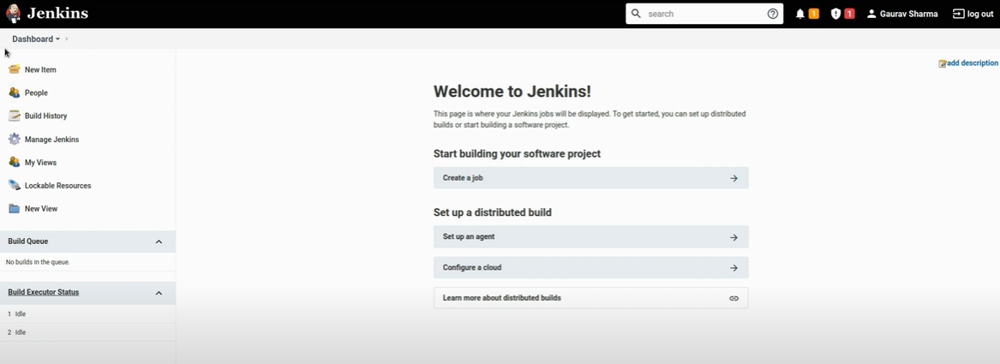 Jenkins
search
1
1
Gaurav Sharma
log out
Dashboard
add description
New Item
People
Build History
Manage Jenkins
My Views
Lockable Resources
New View
Build Queue
No builds in the queue.
Build Executor Status
1 Idle
2 Idle
Welcome to Jenkins!
This page is where your Jenkins jobs will be displayed. To get started, you can set up distributed
builds or start building a software project.
Start building your software project
Create a job
Set up a distributed build
Set up an agent
Configure a cloud
Learn more about distributed builds